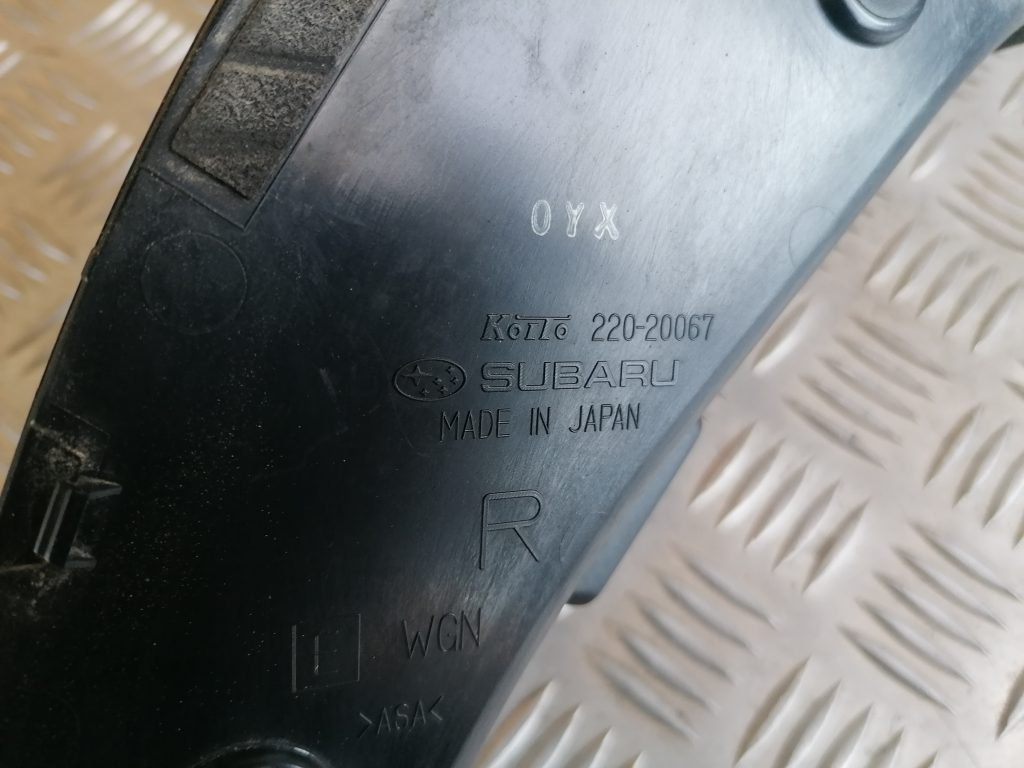 OYX
KOITO 220-20067
SUBARU
MADE IN JAPAN
R
WGN
>ASA<